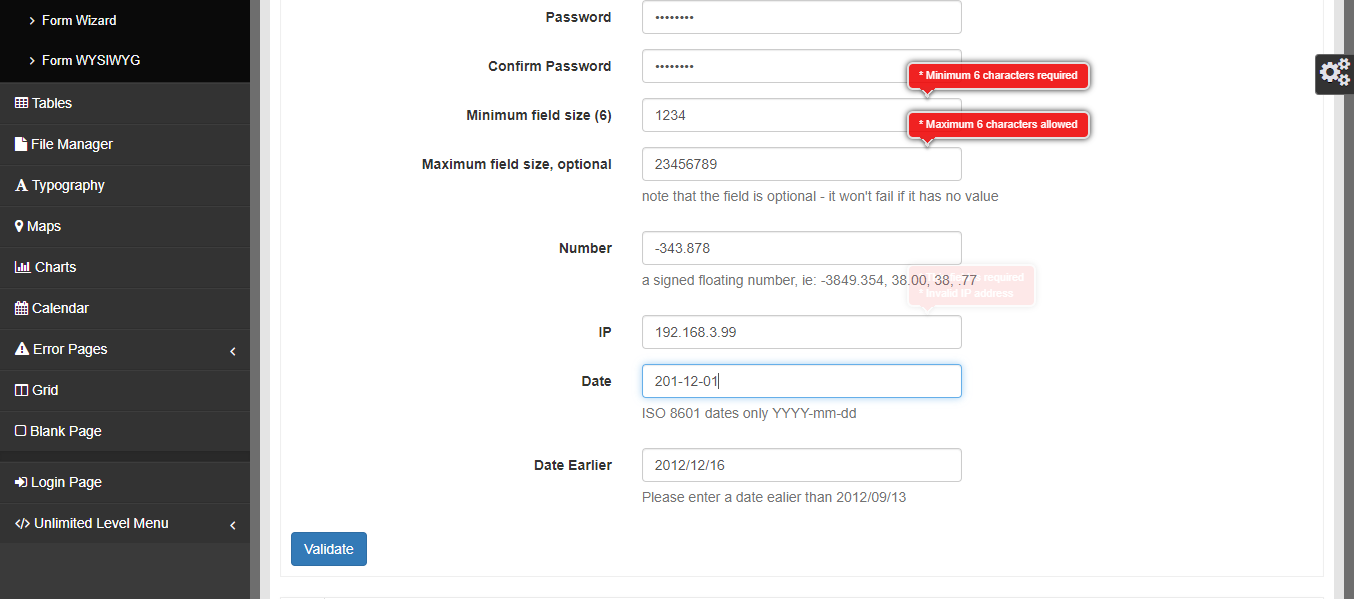 Form Wizard
Form WYSIWYG
Tables
File Manager
Typography
Maps
Charts
Calendar
Error Pages
Grid
Blank Page
Login Page
Unlimited Level Menu
Password ••••••••
Confirm Password ••••••••
* Minimum 6 characters required
Minimum field size (6) 1234
* Maximum 6 characters allowed
Maximum field size, optional 23456789
note that the field is optional - it won't fail if it has no value
Number -343.878
a signed floating number, ie: -3849.354, 38.00, 38, .77
required
* Invalid IP address
IP 192.168.3.99
Date 201-12-01
ISO 8601 dates only YYYY-mm-dd
Date Earlier 2012/12/16
Please enter a date ealier than 2012/09/13
Validate